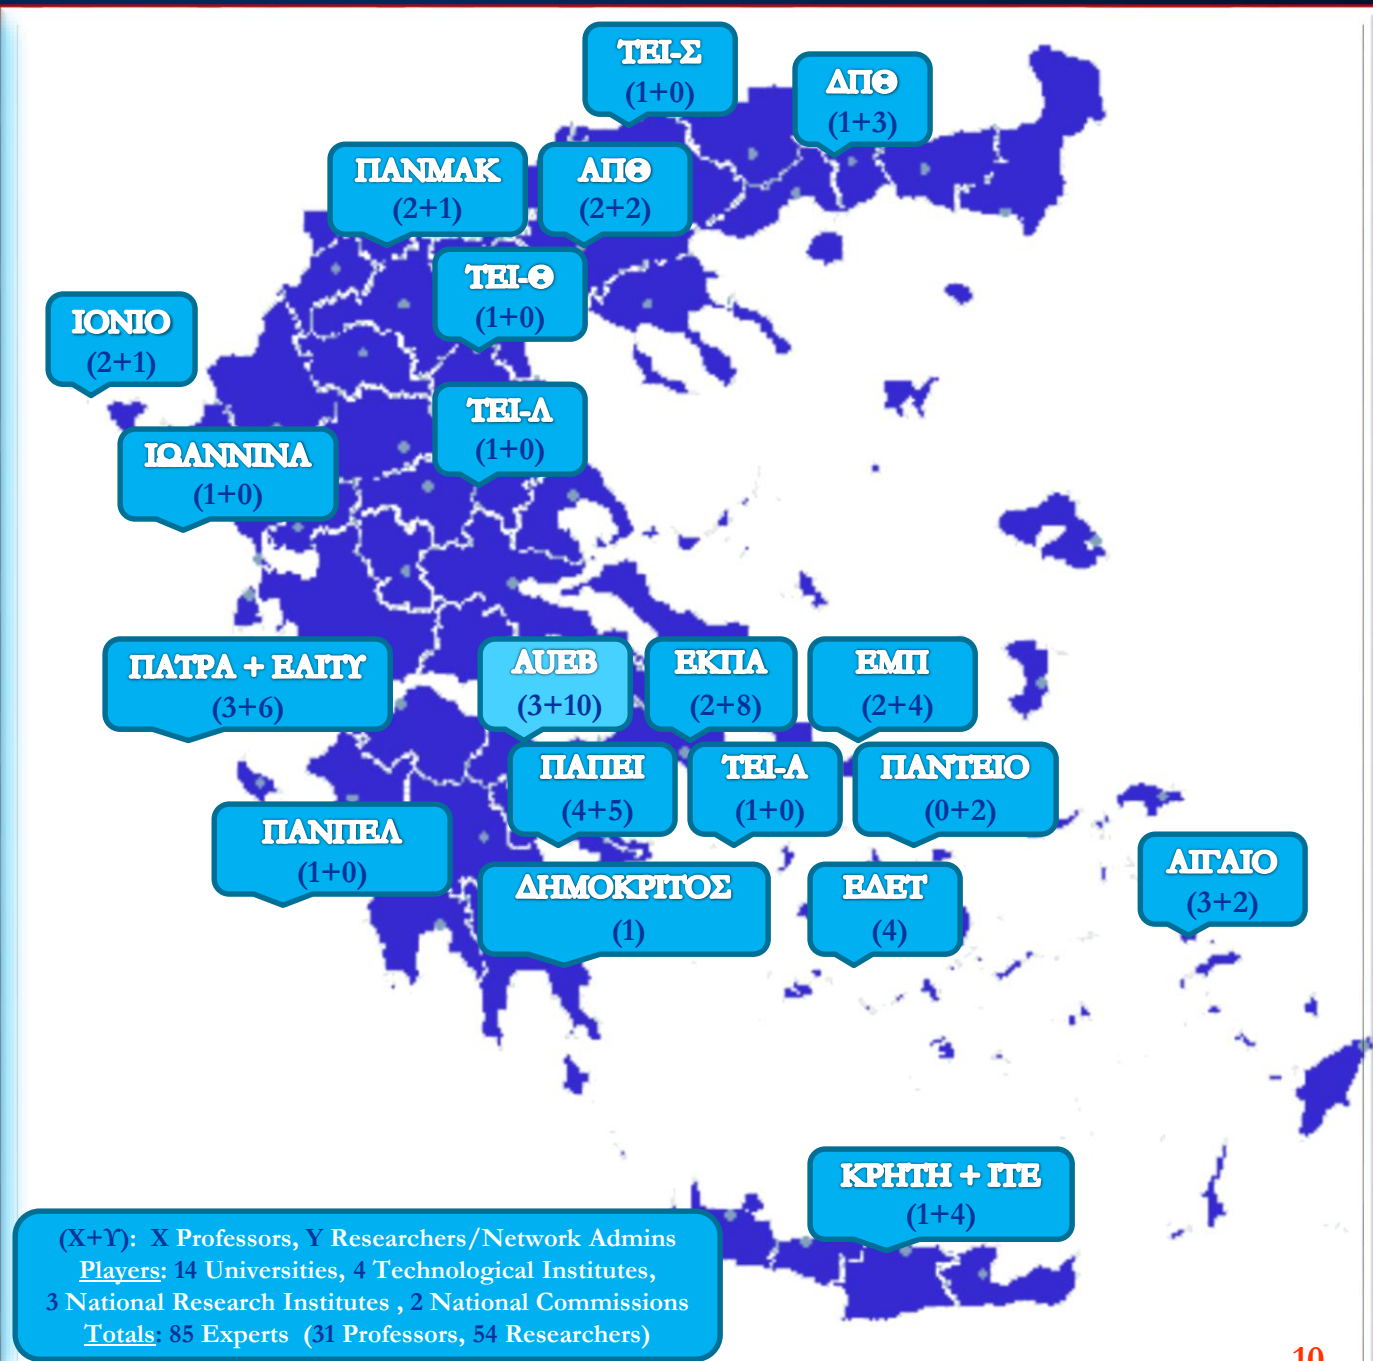 ΤΕΙ-Σ
(1+0)
ΔΠΘ
(1+3)
ΠΑΝΜΑΚ
(2+1)
ΑΠΘ
(2+2)
ΤΕΙ-Θ
(1+0)
ΙΟΝΙΟ
(2+1)
ΤΕΙ-Λ
(1+0)
ΙΩΑΝΝΙΝΑ
(1+0)
ΠΑΤΡΑ + ΕΑΙΤΥ
(3+6)
AUEB
(3+10)
ΕΚΠΑ
(2+8)
ΕΜΠ
(2+4)
ΠΑΠΕΙ
(4+5)
ΤΕΙ-Α
(1+0)
ΠΑΝΤΕΙΟ
(0+2)
ΠΑΝΠΕΛ
(1+0)
ΔΗΜΟΚΡΙΤΟΣ
(1)
ΕΔΕΤ
(4)
ΑΙΓΑΙΟ
(3+2)
ΚΡΗΤΗ + ΙΤΕ
(1+4)
(X+Y): X Professors, Y Researchers/Network Admins
Players: 14 Universities, 4 Technological Institutes,
3 National Research Institutes , 2 National Commissions
Totals: 85 Experts (31 Professors, 54 Researchers)
10